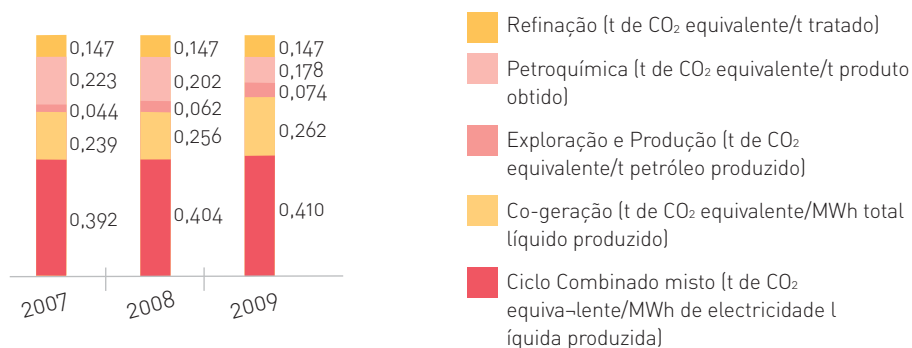 0,147
0,223
0,044
0,239
0,392
0,147
0,202
0,062
0,256
0,404
0,147
0,178
0,074
0,262
0,410
2007
2008
2009
Refinação (t de CO₂ equivalente/t tratado)
Petroquímica (t de CO₂ equivalente/t produto
obtido)
Exploração e Produção (t de CO₂
equivalente/t petróleo produzido)
Co-geração (t de CO₂ equivalente/MWh total
líquido produzido)
Ciclo Combinado misto (t de CO₂
equiva¬lente/MWh de electricidade l
íquida produzida)